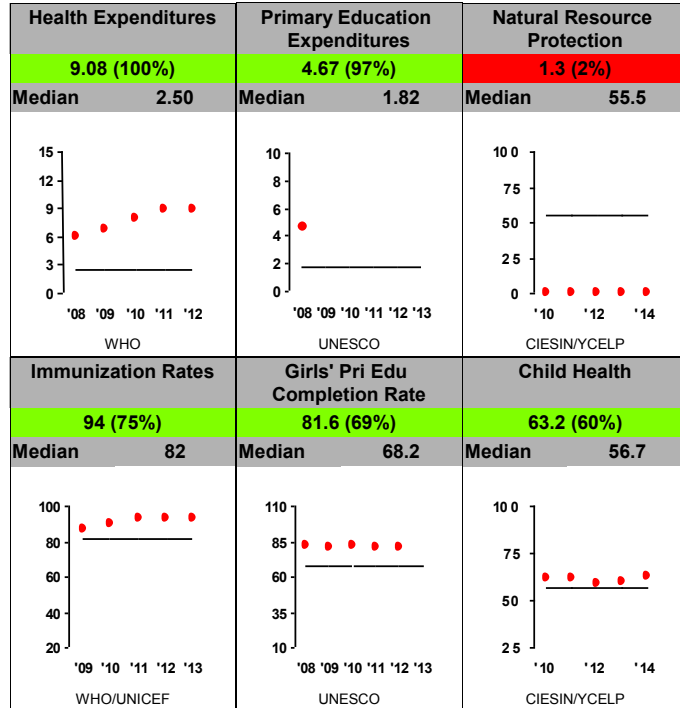 Health Expenditures
9.08 (100%)
Median 2.50
15
12
9
6
3
0
'08 '09 '10 '11 '12
WHO
Primary Education
Expenditures
4.67 (97%)
Median 1.82
10
8
6
4
2
0
'08 '09 '10 '11 '12 '13
UNESCO
Natural Resource
Protection
1.3 (2%)
Median 55.5
100
75
50
25
0
'10 '12 '14
CIESIN/YCELP
Immunization Rates
94 (75%)
Median 82
100
80
60
40
20
'09 '10 '11 '12 '13
WHO/UNICEF
Girls' Pri Edu
Completion Rate
81.6 (69%)
Median 68.2
110
85
60
35
10
'08 '09 '10 '11 '12 '13
UNESCO
Child Health
63.2 (60%)
Median 56.7
100
75
50
25
'10 '12 '14
CIESIN/YCELP